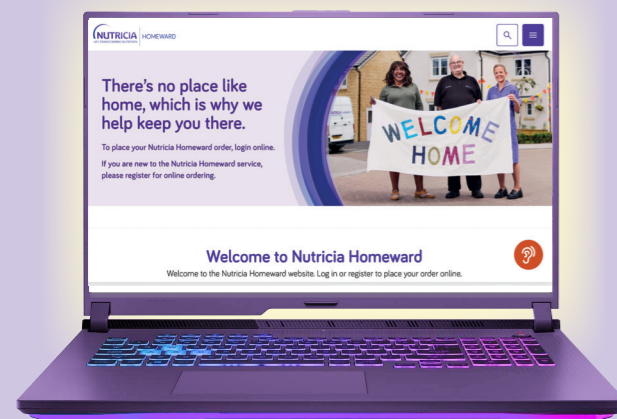 NUTRICIA
HOMEWARD
There's no place like
home, which is why we
help keep you there.
To place your Nutricia Homeward order, login online.
If you are new to the Nutricia Homeward service,
please register for online ordering.
WELCOME
HOME
Welcome to Nutricia Homeward
Welcome to the Nutricia Homeward website. Log in or register to place your order online.